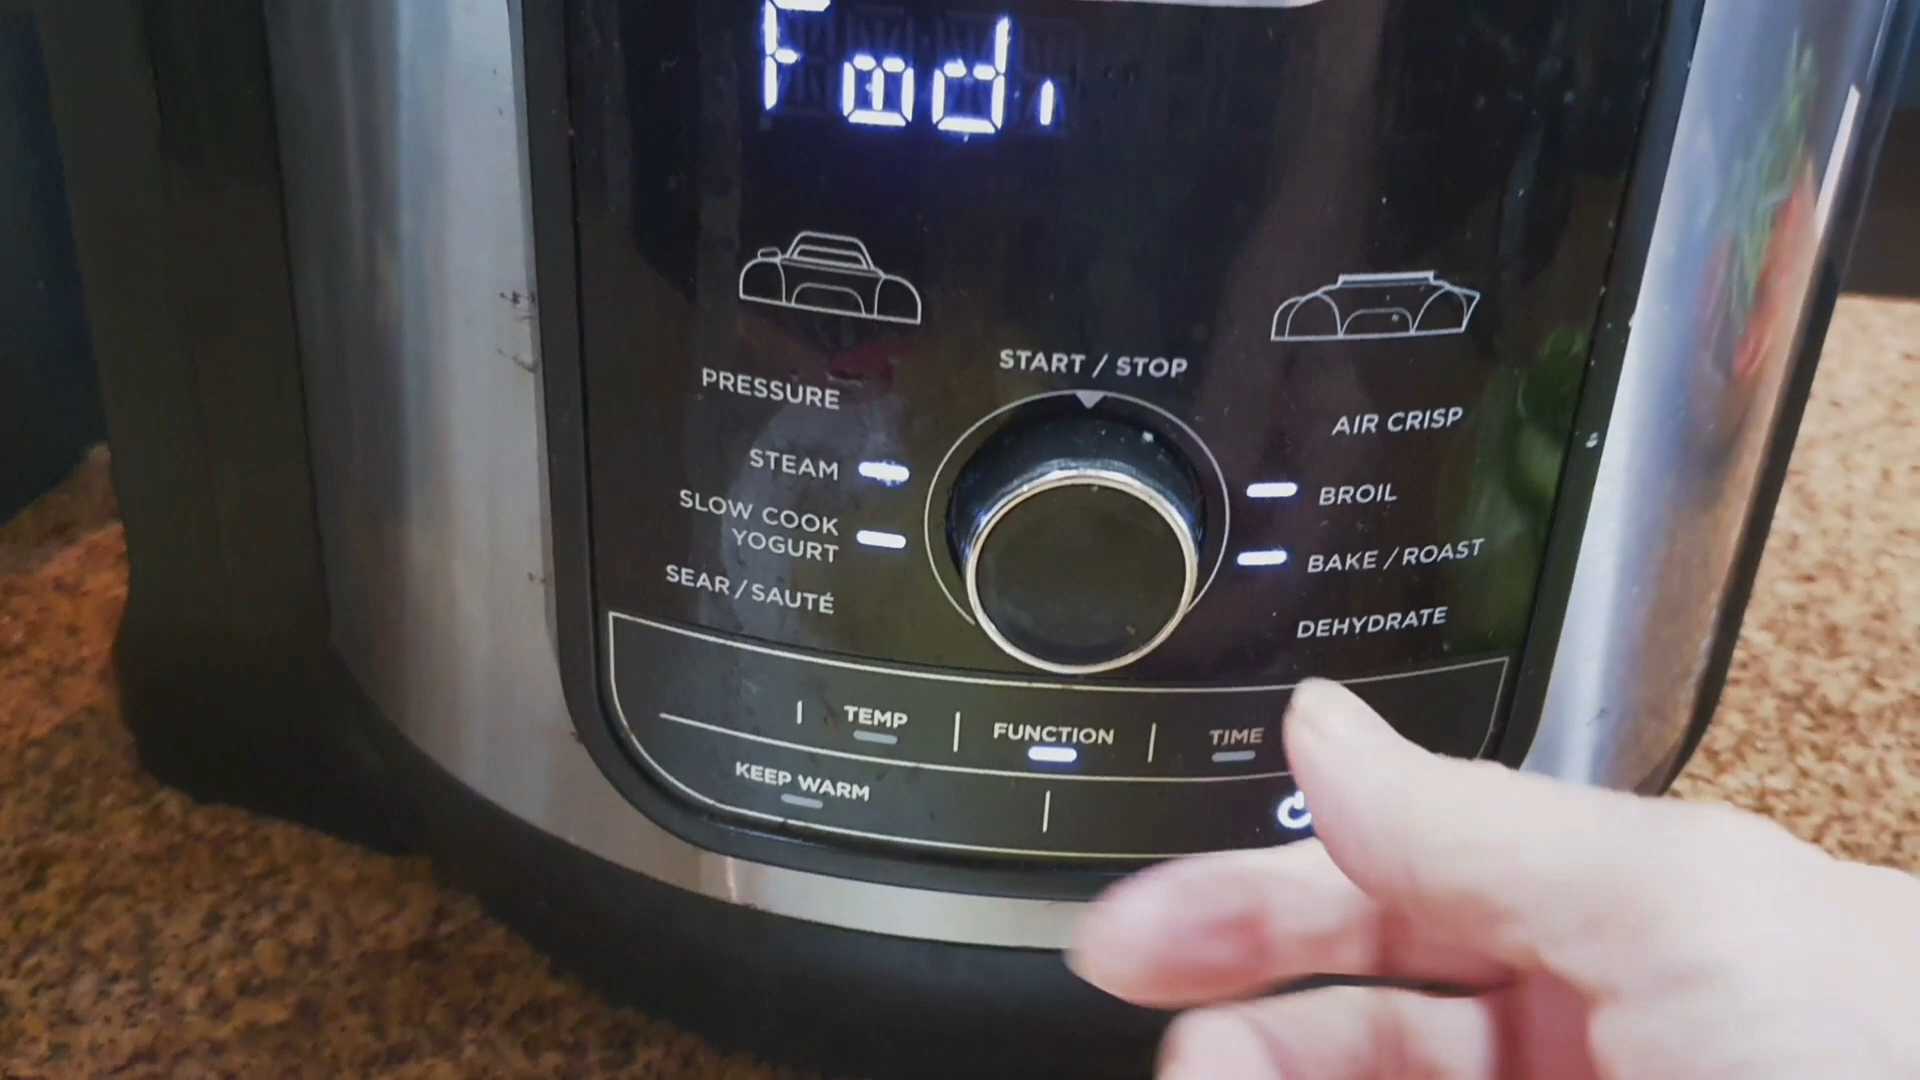 Foodi
START / STOP
PRESSURE
AIR CRISP
STEAM
BROIL
SLOW COOK
YOGURT
BAKE / ROAST
SEAR / SAUTÉ
DEHYDRATE
TEMP
FUNCTION
TIME
KEEP WARM